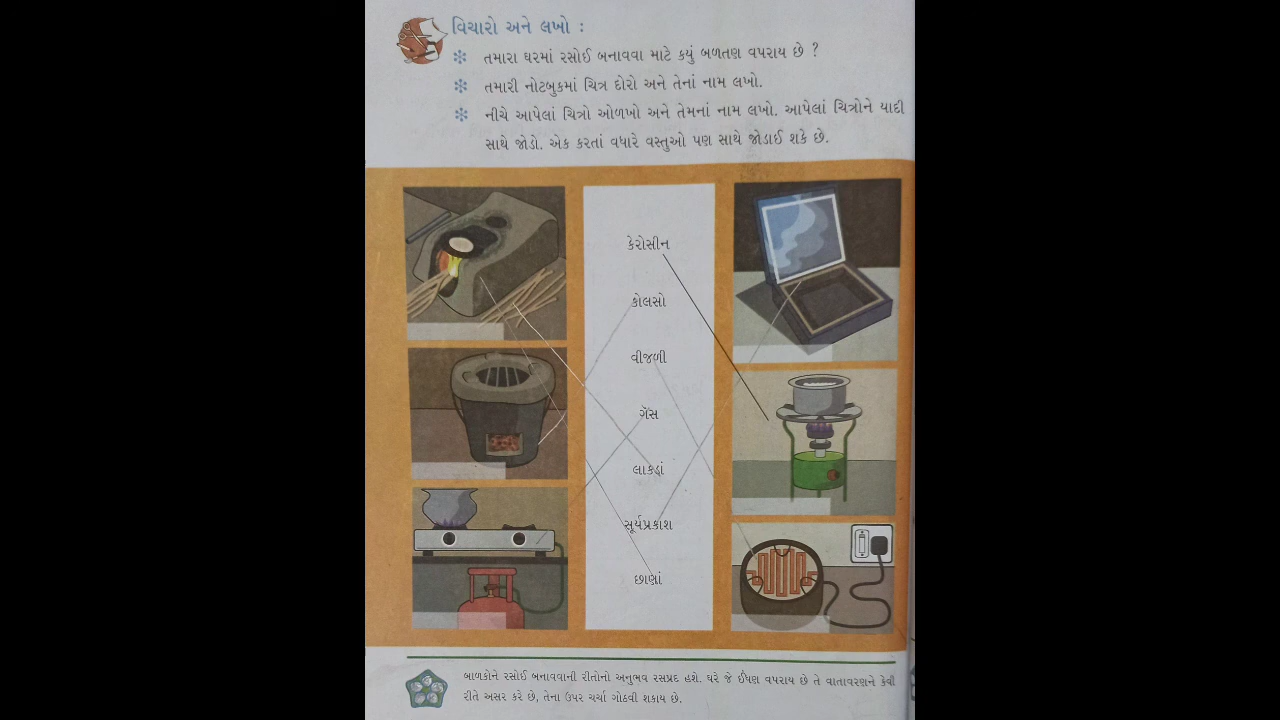 વિચારો અને લખો :
તમારા ઘરમાં રસોઈ બનાવવા માટે કયું બળતણ વપરાય છે ?
તમારી નોટબુકમાં ચિત્ર દોરો અને તેનાં નામ લખો.
નીચે આપેલાં ચિત્રો ઓળખો અને તેમનાં નામ લખો. આપેલાં ચિત્રોને યાદી
સાથે જોડો. એક કરતાં વધારે વસ્તુઓ પણ સાથે જોડાઈ શકે છે.
કેરોસીન
કોલસો
વીજળી
ગૅસ
લાકડાં
સૂર્યપ્રકાશ
છાણાં
બાળકોને રસોઈ બનાવવાની રીતોનો અનુભવ રસપ્રદ હશે. ઘરે જે ઈંધણ વપરાય છે તે વાતાવરણને કેવી
રીતે અસર કરે છે, તેના ઉપર ચર્ચા ગોઠવી શકાય છે.